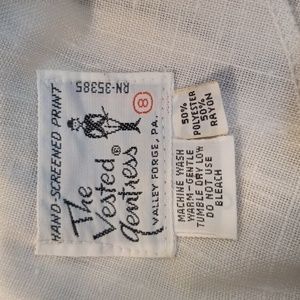 HAND-SCREENED PRINT
RN-35385
8
The
Vested®
Gentress
VALLEY FORGE, PA.
50%
POLYESTER
50%
RAYON
MACHINE WASH
WARM-GENTLE
TUMBLE DRY LOW
DO NOT USE
BLEACH